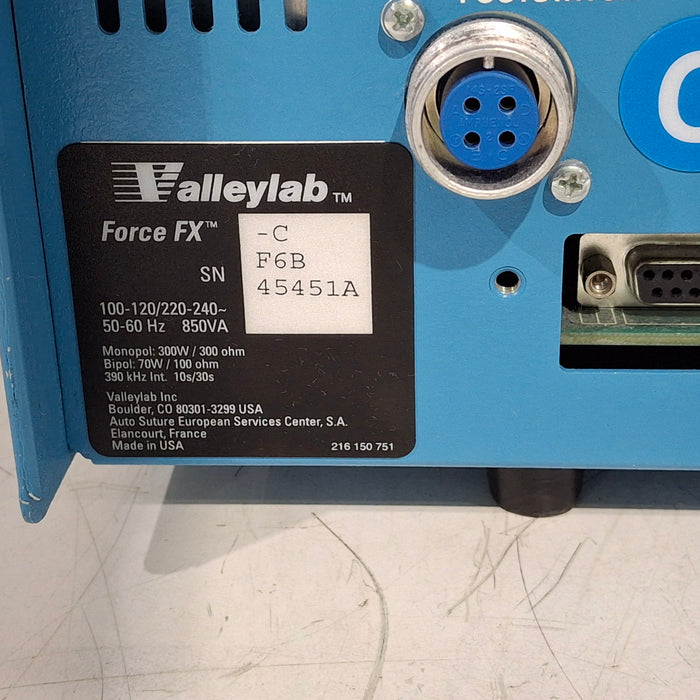 Valleylab™
Force FX™ -C
SN F6B
45451A
100-120/220-240~
50-60 Hz 850VA
Monopol: 300W / 300 ohm
Bipol: 70W / 100 ohm
390 kHz Int. 10s/30s
Valleylab Inc
Boulder, CO 80301-3299 USA
Auto Suture European Services Center, S.A.
Elancourt, France
Made in USA 216 150 751